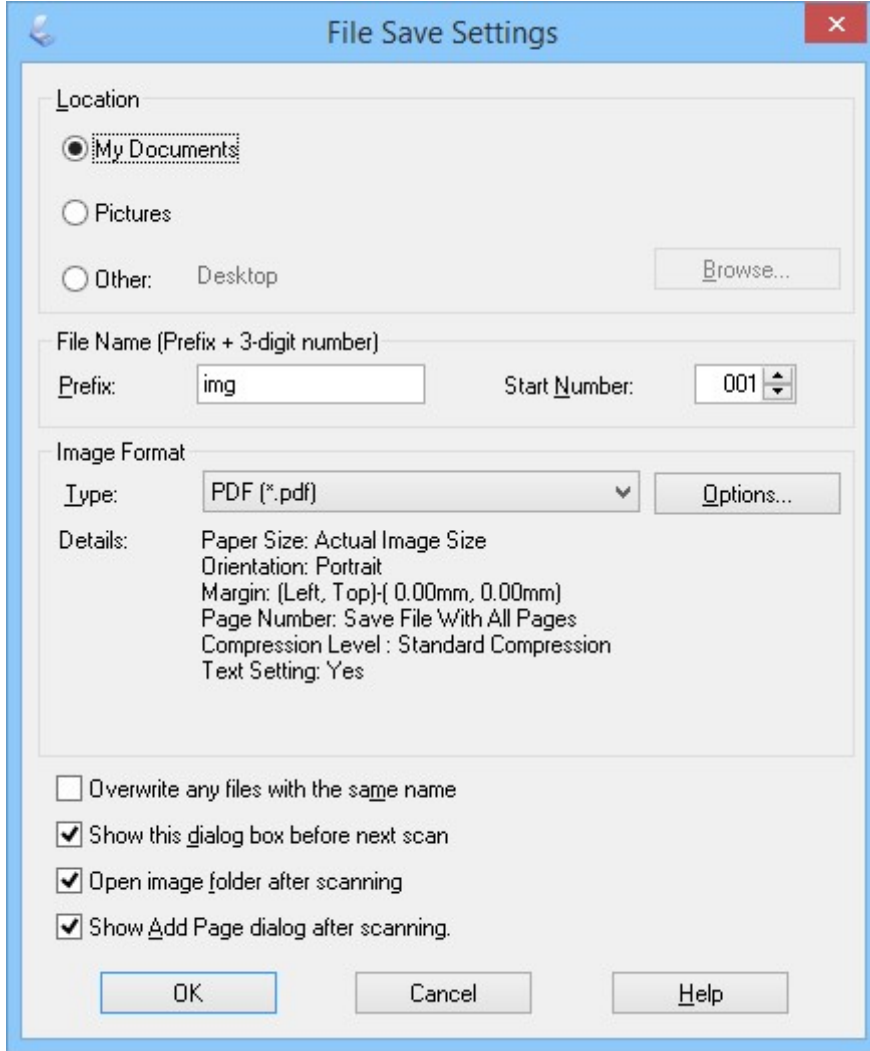 File Save Settings
Location
My Documents
Pictures
Other: Desktop Browse...
File Name (Prefix + 3-digit number)
Prefix: img Start Number: 001
Image Format
Type: PDF (*.pdf) Options...
Details: Paper Size: Actual Image Size
Orientation: Portrait
Margin: (Left, Top)-( 0.00mm, 0.00mm)
Page Number: Save File With All Pages
Compression Level : Standard Compression
Text Setting: Yes
Overwrite any files with the same name
Show this dialog box before next scan
Open image folder after scanning
Show Add Page dialog after scanning.
OK Cancel Help